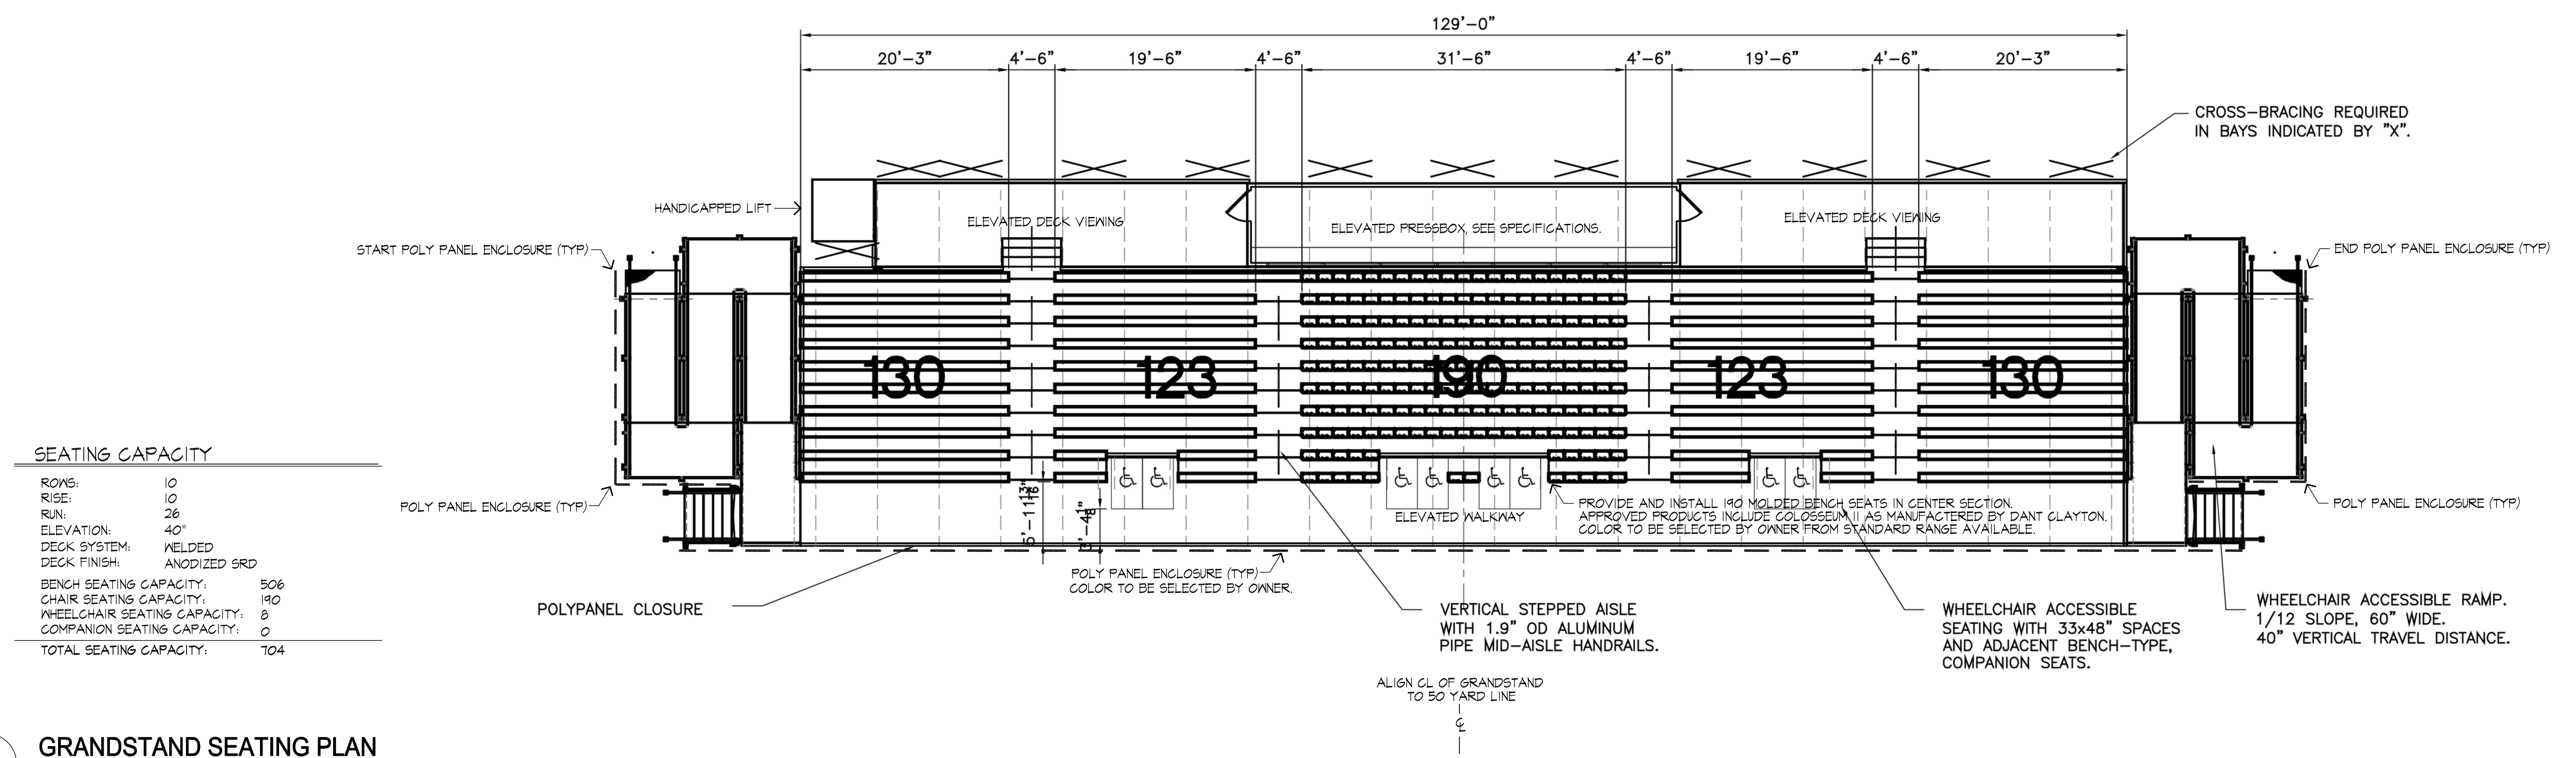 129'-0"
20'-3" 4'-6" 19'-6" 4'-6" 31'-6" 4'-6" 19'-6" 4'-6" 20'-3"
CROSS-BRACING REQUIRED
IN BAYS INDICATED BY "X".
HANDICAPPED LIFT
ELEVATED DECK VIEWING
ELEVATED PRESSBOX, SEE SPECIFICATIONS.
ELEVATED DECK VIEWING
START POLY PANEL ENCLOSURE (TYP)
END POLY PANEL ENCLOSURE (TYP)
130 123 190 123 130
SEATING CAPACITY
ROWS: 10
RISE: 10
RUN: 26
ELEVATION: 40"
DECK SYSTEM: WELDED
DECK FINISH: ANODIZED SRD
BENCH SEATING CAPACITY: 506
CHAIR SEATING CAPACITY: 190
WHEELCHAIR SEATING CAPACITY: 8
COMPANION SEATING CAPACITY: 0
TOTAL SEATING CAPACITY: 704
POLY PANEL ENCLOSURE (TYP)
POLY PANEL ENCLOSURE (TYP)
PROVIDE AND INSTALL 190 MOLDED BENCH SEATS IN CENTER SECTION.
APPROVED PRODUCTS INCLUDE COLOSSEUM II AS MANUFACTERED BY DANT CLAYTON.
COLOR TO BE SELECTED BY OWNER FROM STANDARD RANGE AVAILABLE.
ELEVATED WALKWAY
POLY PANEL ENCLOSURE (TYP)
COLOR TO BE SELECTED BY OWNER.
POLYPANEL CLOSURE
VERTICAL STEPPED AISLE
WITH 1.9" OD ALUMINUM
PIPE MID-AISLE HANDRAILS.
WHEELCHAIR ACCESSIBLE
SEATING WITH 33x48" SPACES
AND ADJACENT BENCH-TYPE,
COMPANION SEATS.
WHEELCHAIR ACCESSIBLE RAMP.
1/12 SLOPE, 60" WIDE.
40" VERTICAL TRAVEL DISTANCE.
ALIGN CL OF GRANDSTAND
TO 50 YARD LINE
GRANDSTAND SEATING PLAN